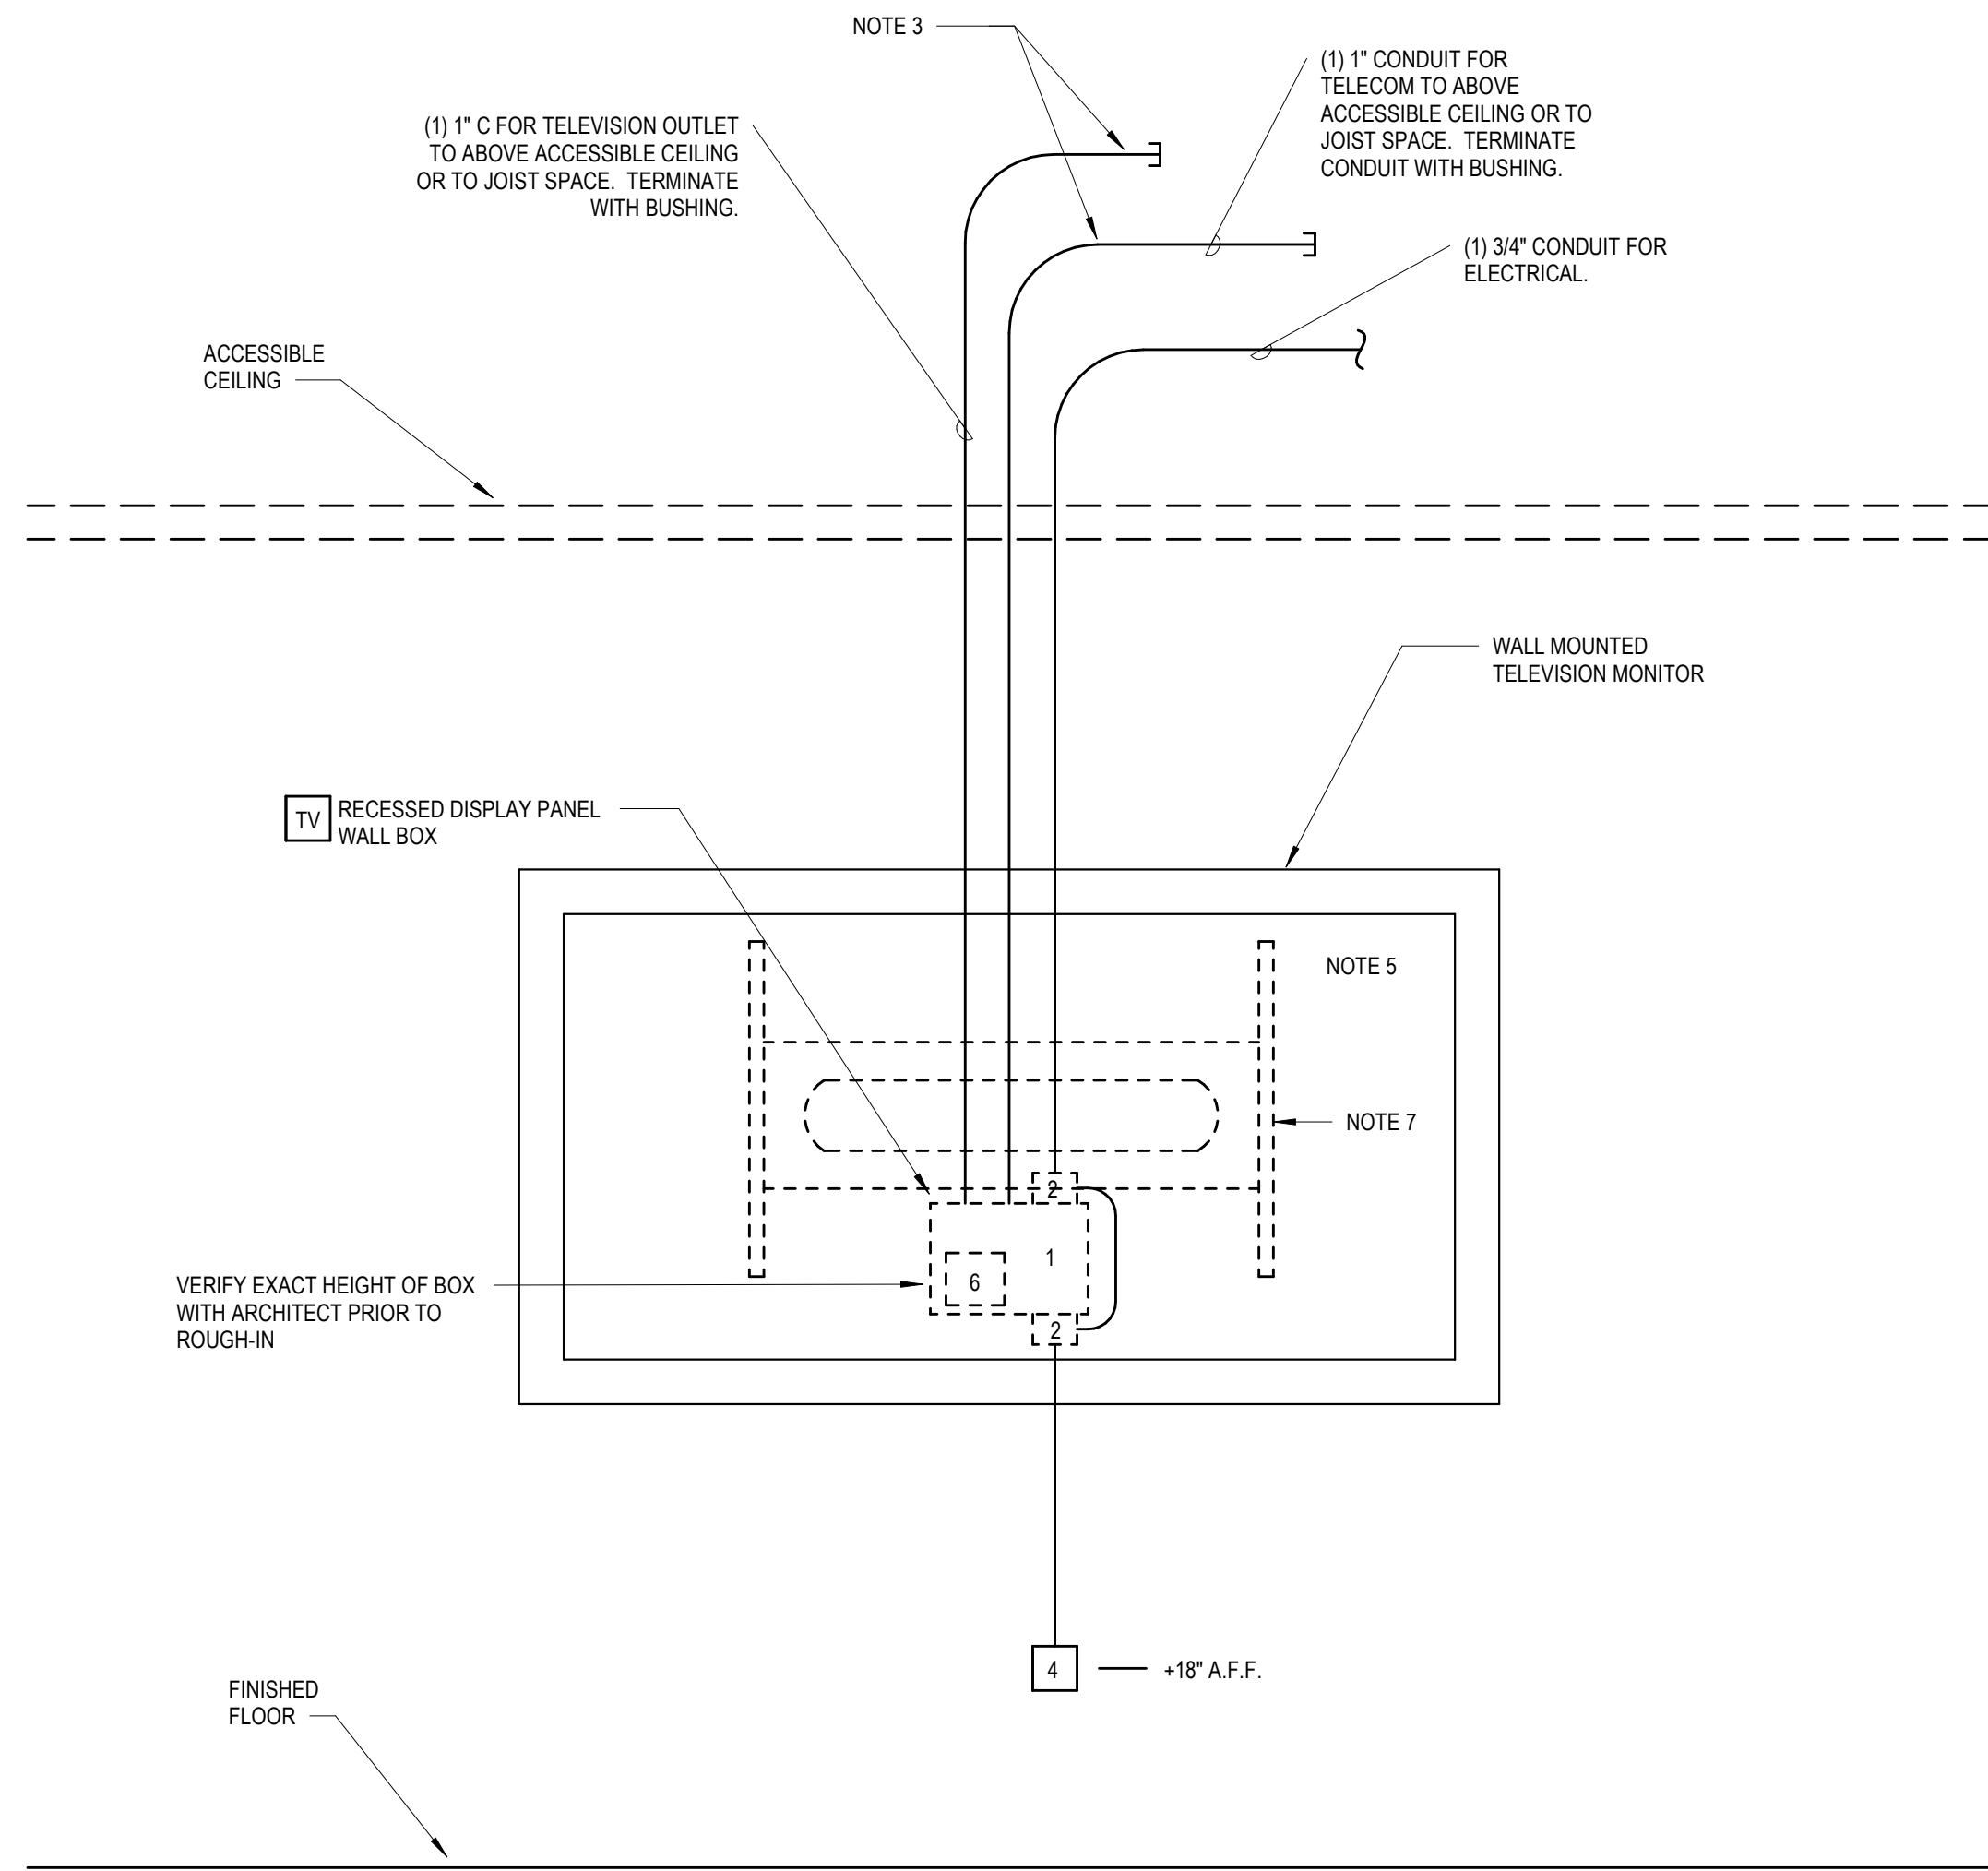 NOTE 3
(1) 1" CONDUIT FOR
TELECOM TO ABOVE
ACCESSIBLE CEILING OR TO
JOIST SPACE. TERMINATE
CONDUIT WITH BUSHING.
(1) 1" C FOR TELEVISION OUTLET
TO ABOVE ACCESSIBLE CEILING
OR TO JOIST SPACE. TERMINATE
WITH BUSHING.
(1) 3/4" CONDUIT FOR
ELECTRICAL.
ACCESSIBLE
CEILING
WALL MOUNTED
TELEVISION MONITOR
TV
RECESSED DISPLAY PANEL
WALL BOX
NOTE 5
NOTE 7
2
1
6
2
VERIFY EXACT HEIGHT OF BOX
WITH ARCHITECT PRIOR TO
ROUGH-IN
4
+18" A.F.F.
FINISHED
FLOOR